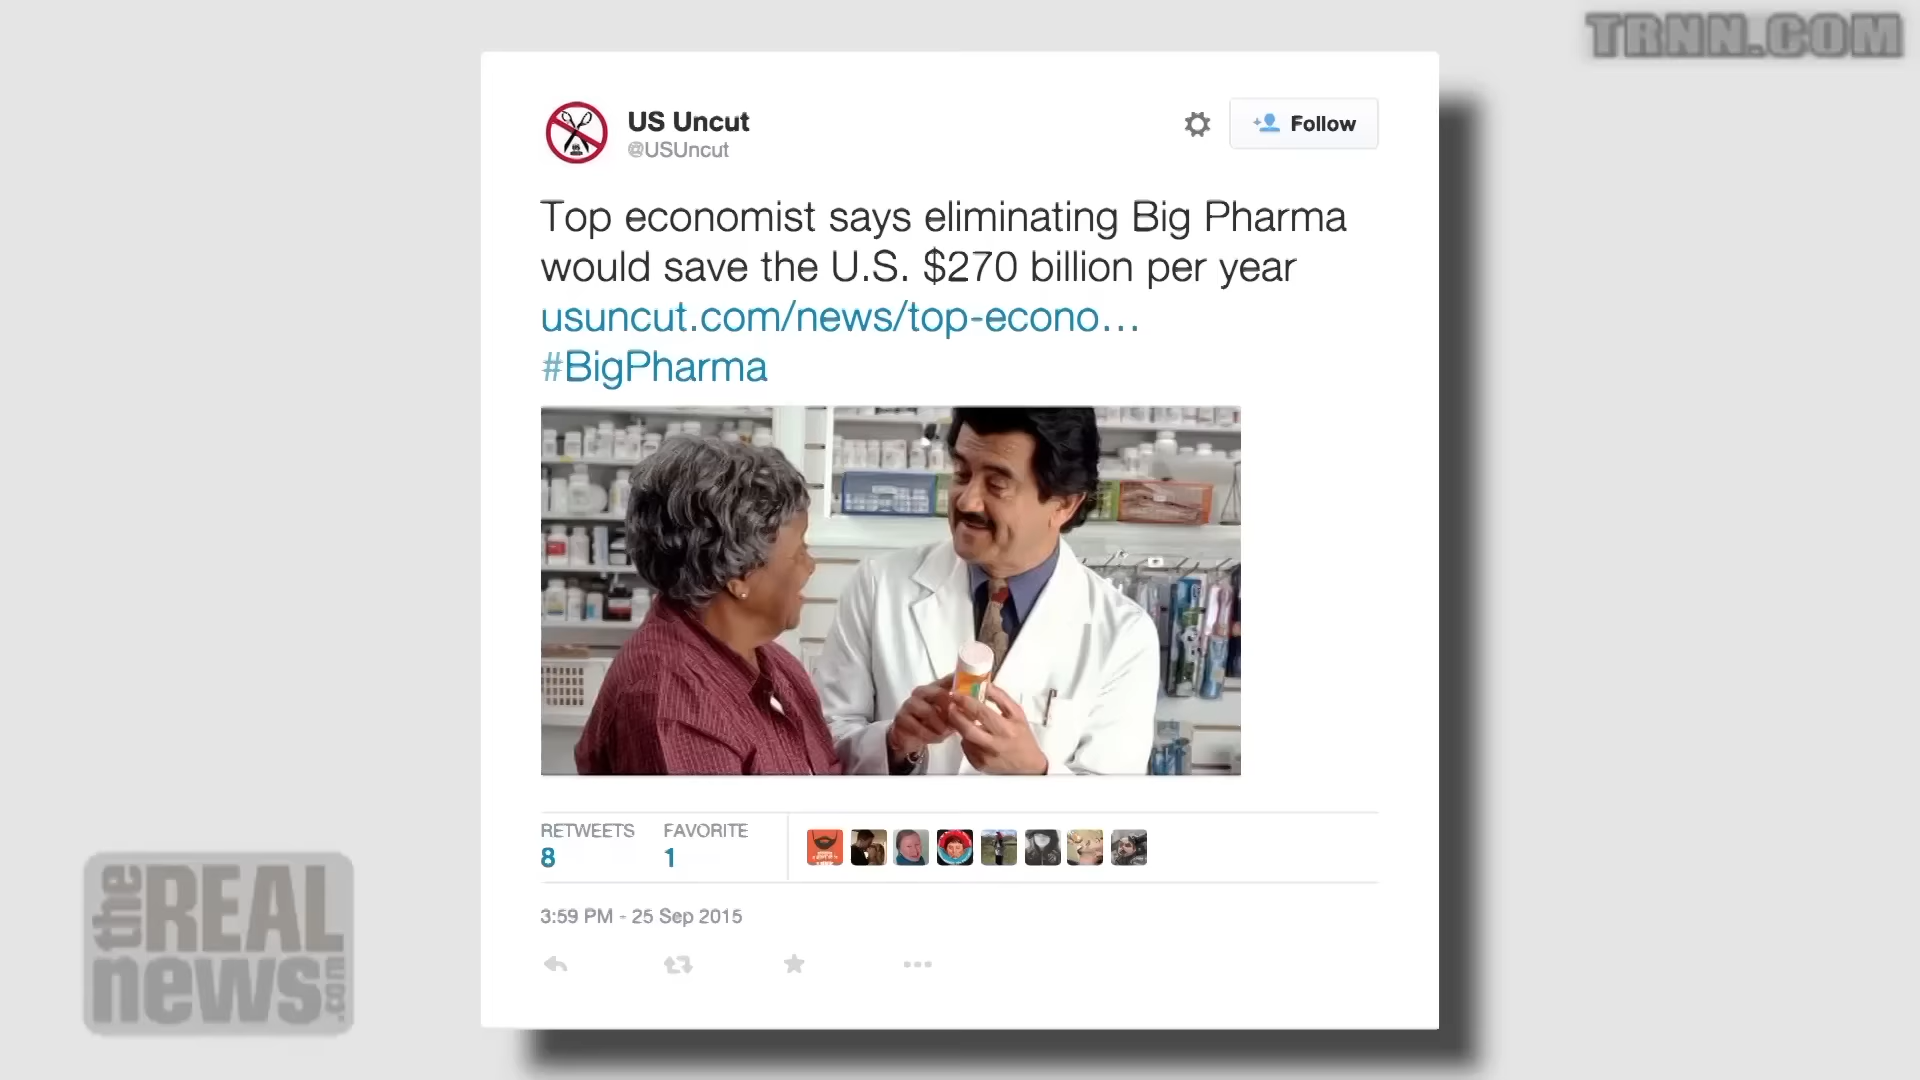 TRNN.COM
US Uncut
@USUncut
Follow
Top economist says eliminating Big Pharma
would save the U.S. $270 billion per year
usuncut.com/news/top-econo...
#BigPharma
RETWEETS
8
FAVORITE
1
3:59 PM - 25 Sep 2015
the REAL
news.com